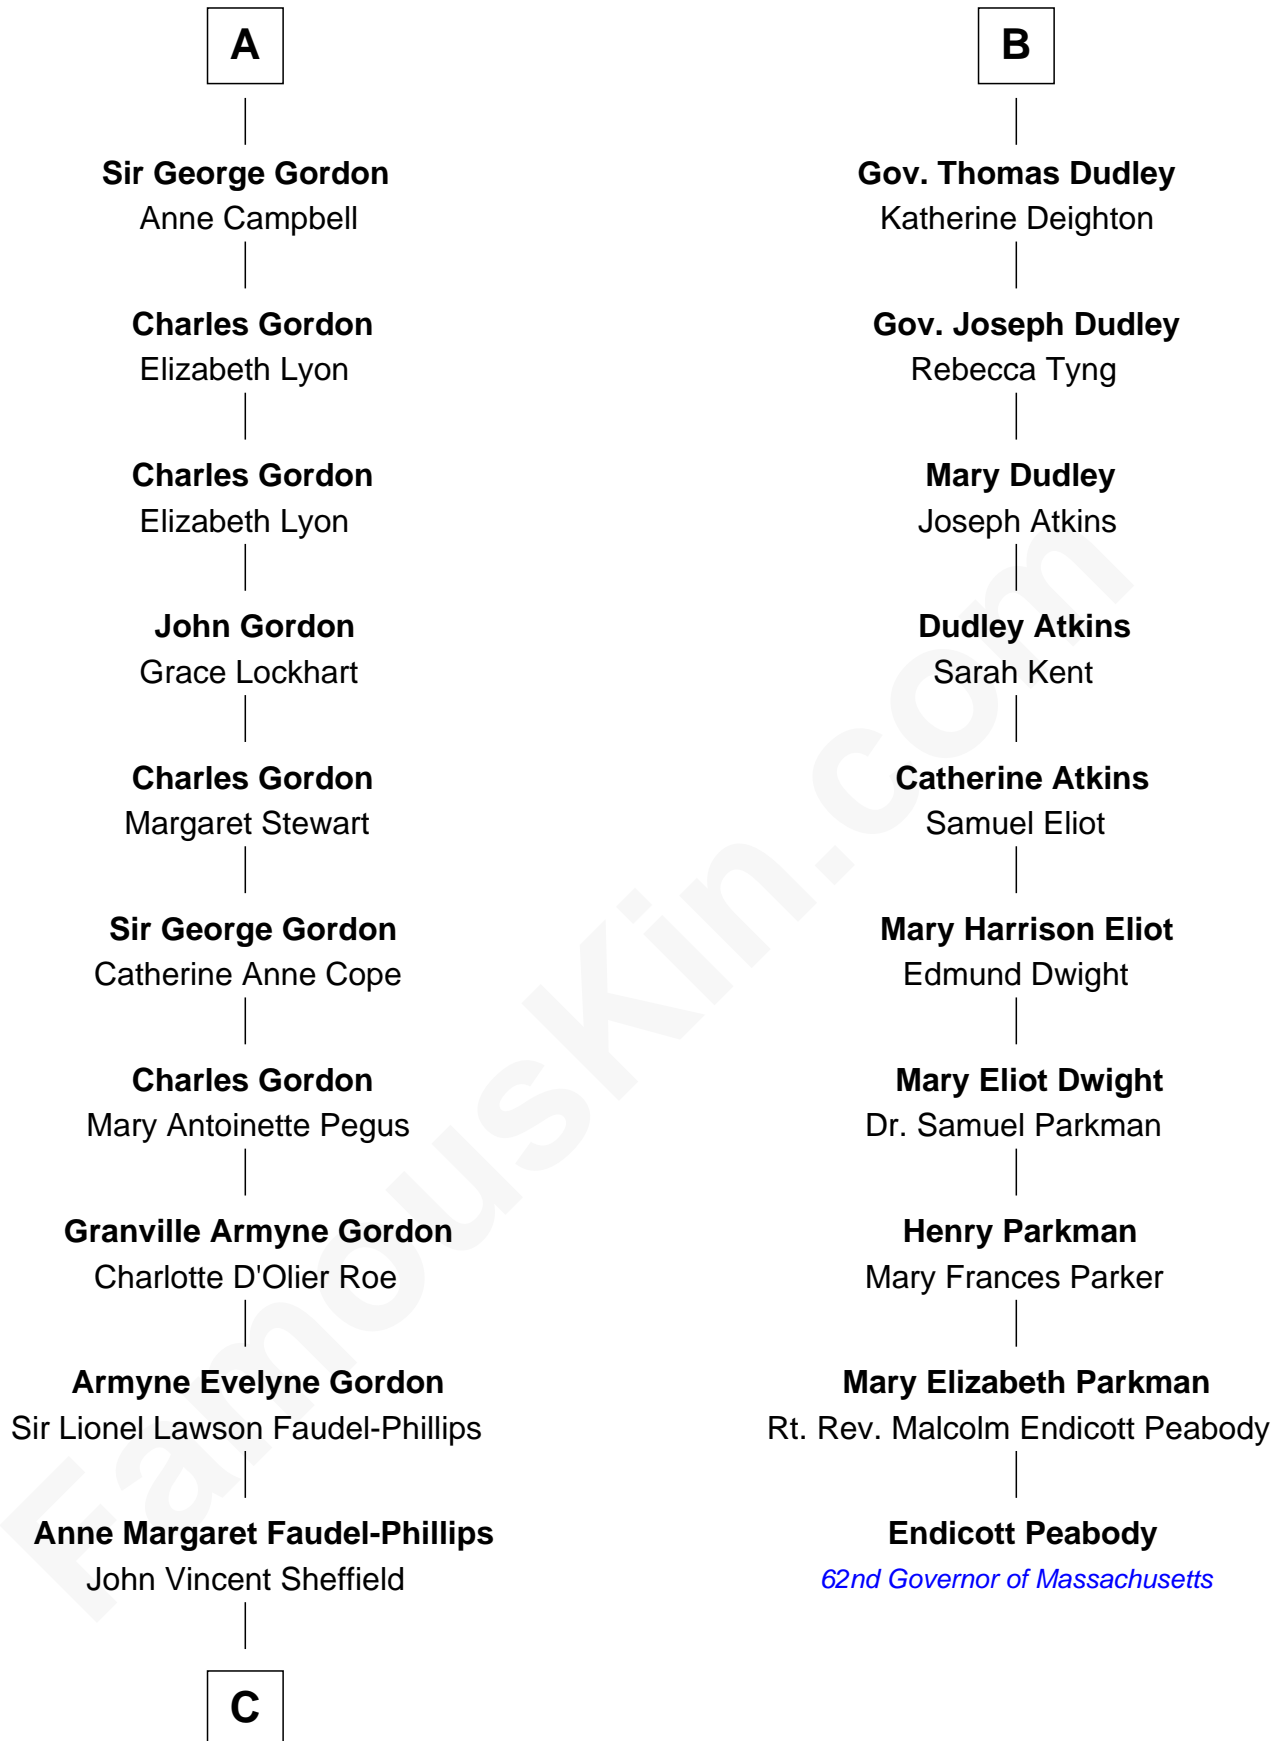 A
Sir George Gordon
Anne Campbell
Charles Gordon
Elizabeth Lyon
Charles Gordon
Elizabeth Lyon
John Gordon
Grace Lockhart
Charles Gordon
Margaret Stewart
Sir George Gordon
Catherine Anne Cope
Charles Gordon
Mary Antoinette Pegus
Granville Armyne Gordon
Charlotte D'Olier Roe
Armyne Evelyne Gordon
Sir Lionel Lawson Faudel-Phillips
Anne Margaret Faudel-Phillips
John Vincent Sheffield
C
B
Gov. Thomas Dudley
Katherine Deighton
Gov. Joseph Dudley
Rebecca Tyng
Mary Dudley
Joseph Atkins
Dudley Atkins
Sarah Kent
Catherine Atkins
Samuel Eliot
Mary Harrison Eliot
Edmund Dwight
Mary Eliot Dwight
Dr. Samuel Parkman
Henry Parkman
Mary Frances Parker
Mary Elizabeth Parkman
Rt. Rev. Malcolm Endicott Peabody
Endicott Peabody
62nd Governor of Massachusetts
FamousKin.com